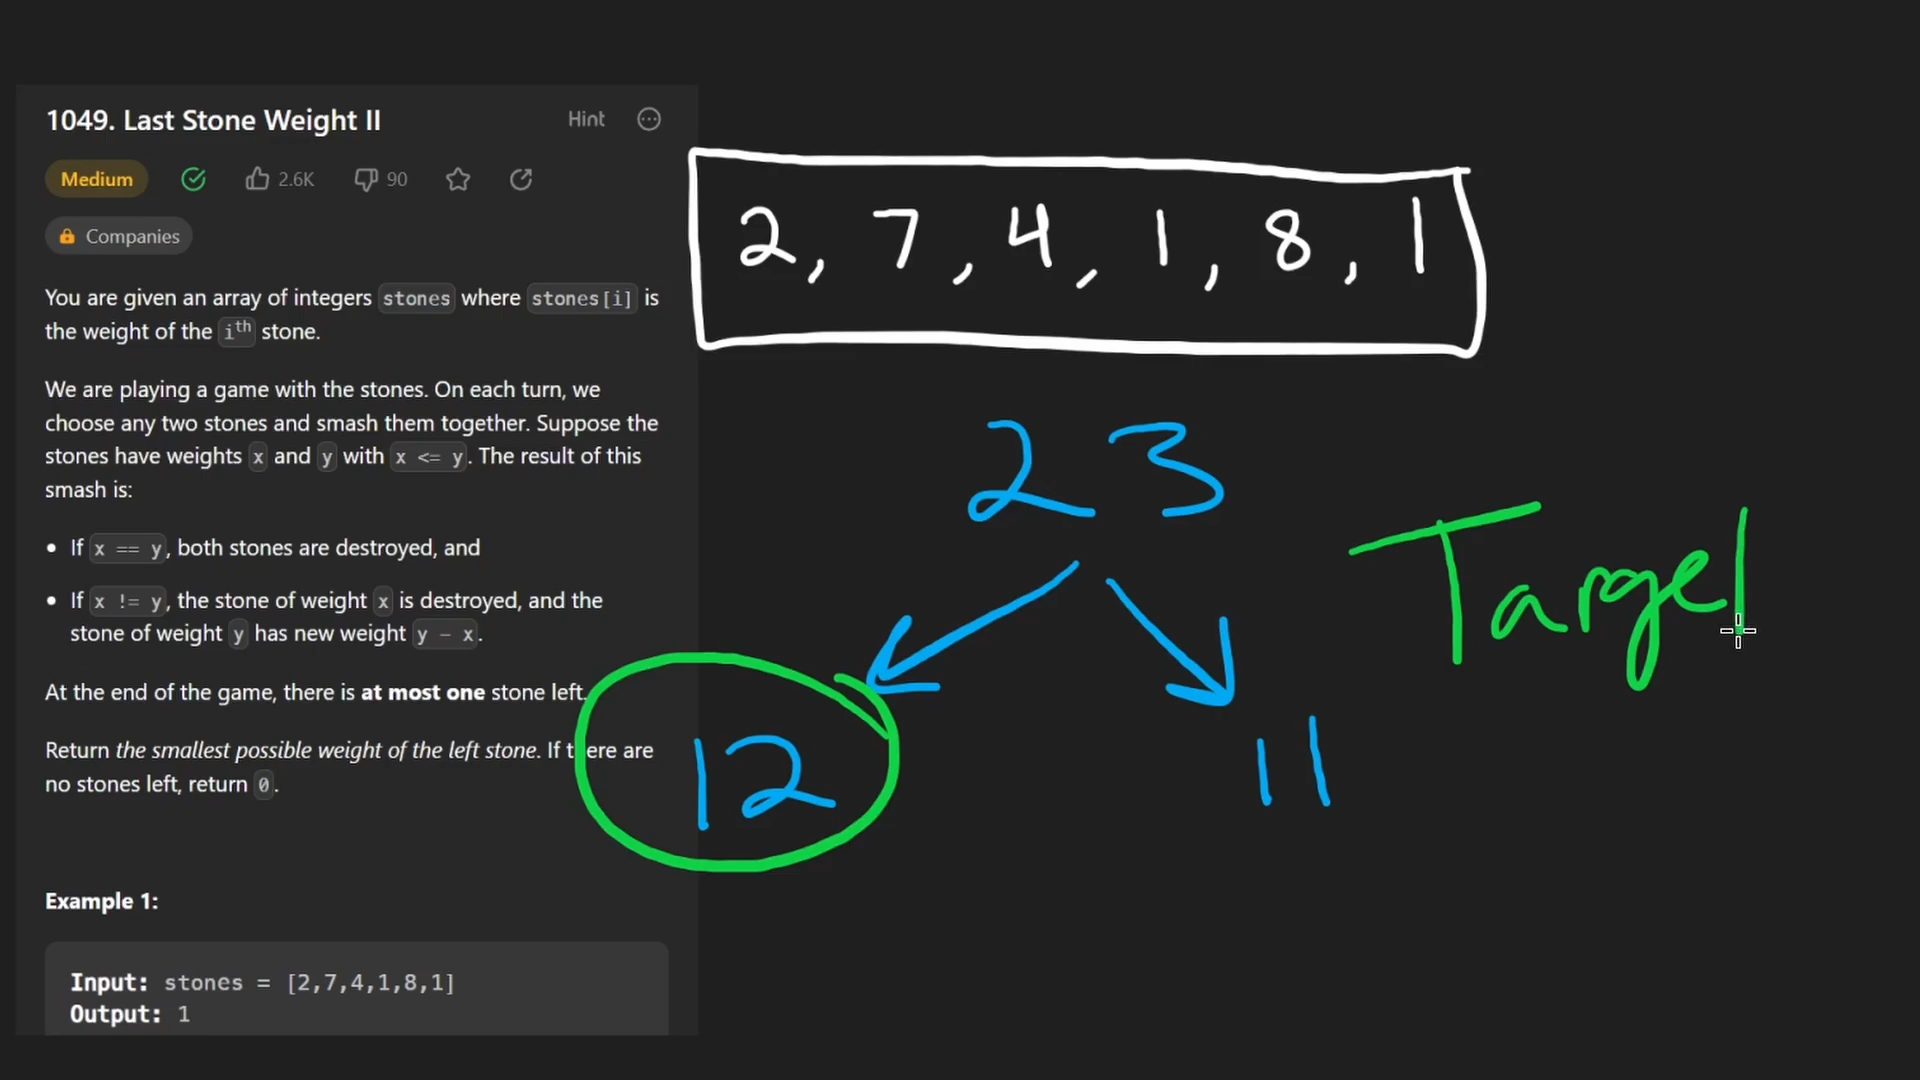 1049. Last Stone Weight II
Hint
Medium
2.6K
90
Companies
You are given an array of integers stones where stones[i] is
the weight of the ith stone.
We are playing a game with the stones. On each turn, we
choose any two stones and smash them together. Suppose the
stones have weights x and y with x <= y. The result of this
smash is:
• If x == y, both stones are destroyed, and
• If x != y, the stone of weight x is destroyed, and the
stone of weight y has new weight y - x.
At the end of the game, there is at most one stone left.
Return the smallest possible weight of the left stone. If there are
no stones left, return 0.
Example 1:
Input: stones = [2,7,4,1,8,1]
Output: 1
2, 7, 4, 1, 8, 1
23
12
11
Targel